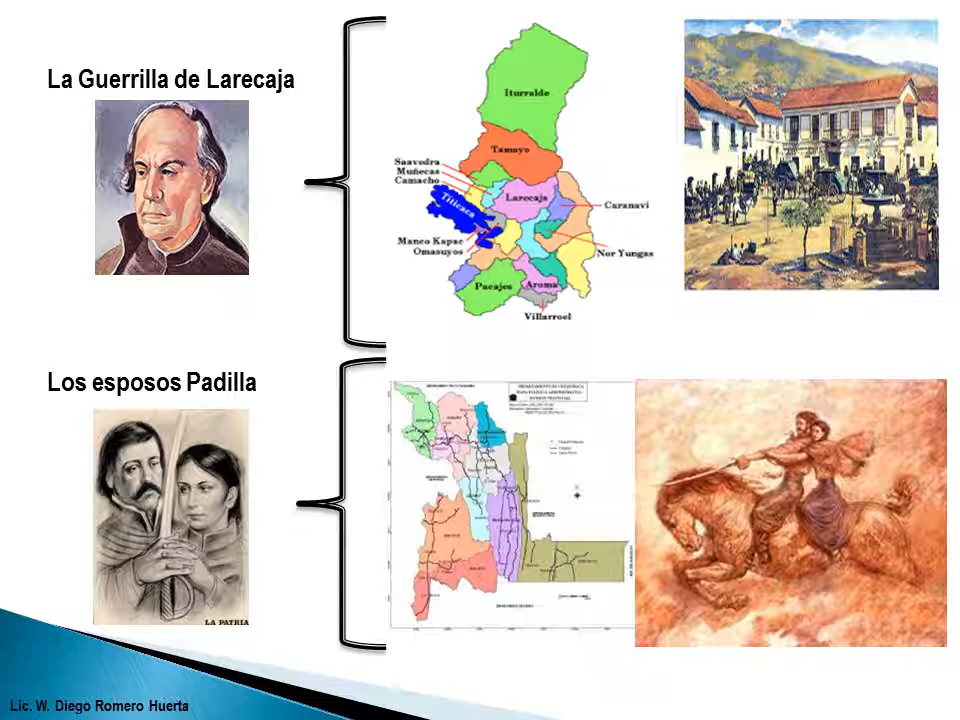 La Guerrilla de Larecaja
Iturralde
Tamayo
Saavedra
Muñecas
Camacho
Larecaja
Titicaca
Caranavi
Manco Kapac
Omasuyos
Nor Yungas
Pacajes
Aroma
Villarroel
Los esposos Padilla
LA PATRIA
Lic. W. Diego Romero Huerta